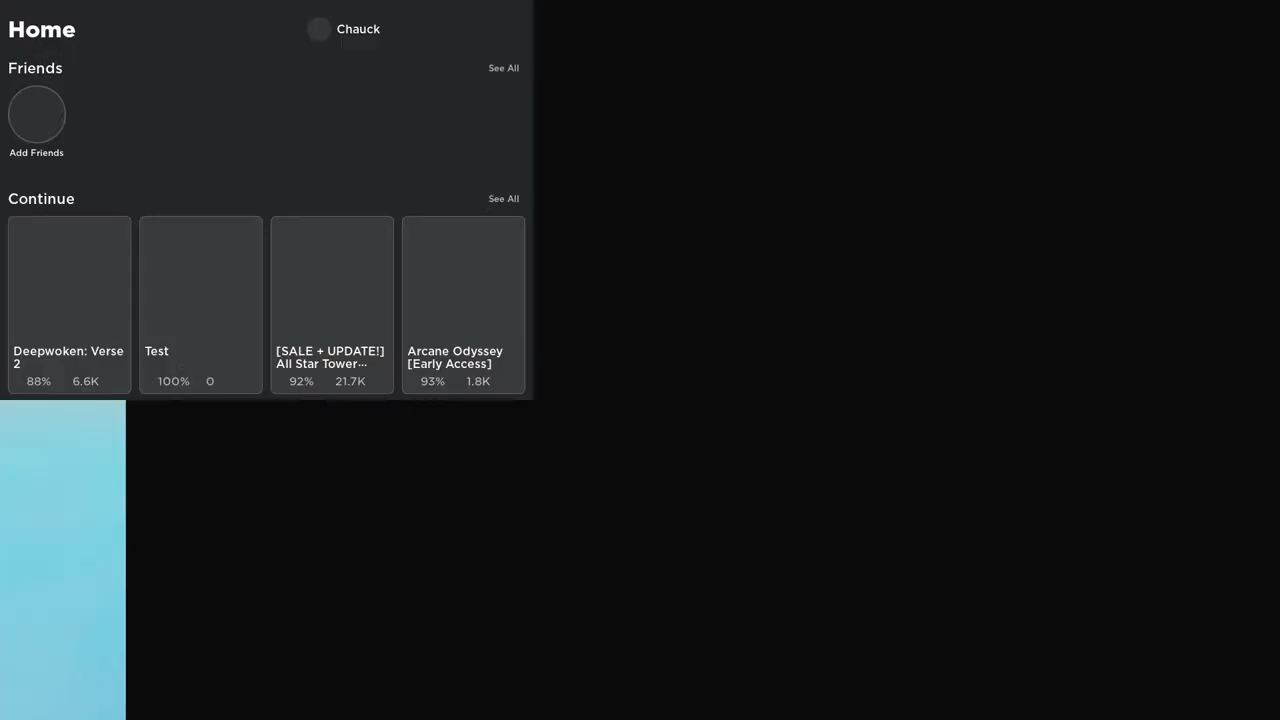 Home
Chauck
Friends
See All
Add Friends
Continue
See All
Deepwoken: Verse
2
88% 6.6K
Test
100% 0
[SALE + UPDATE!]
All Star Tower...
92% 21.7K
Arcane Odyssey
[Early Access]
93% 1.8K